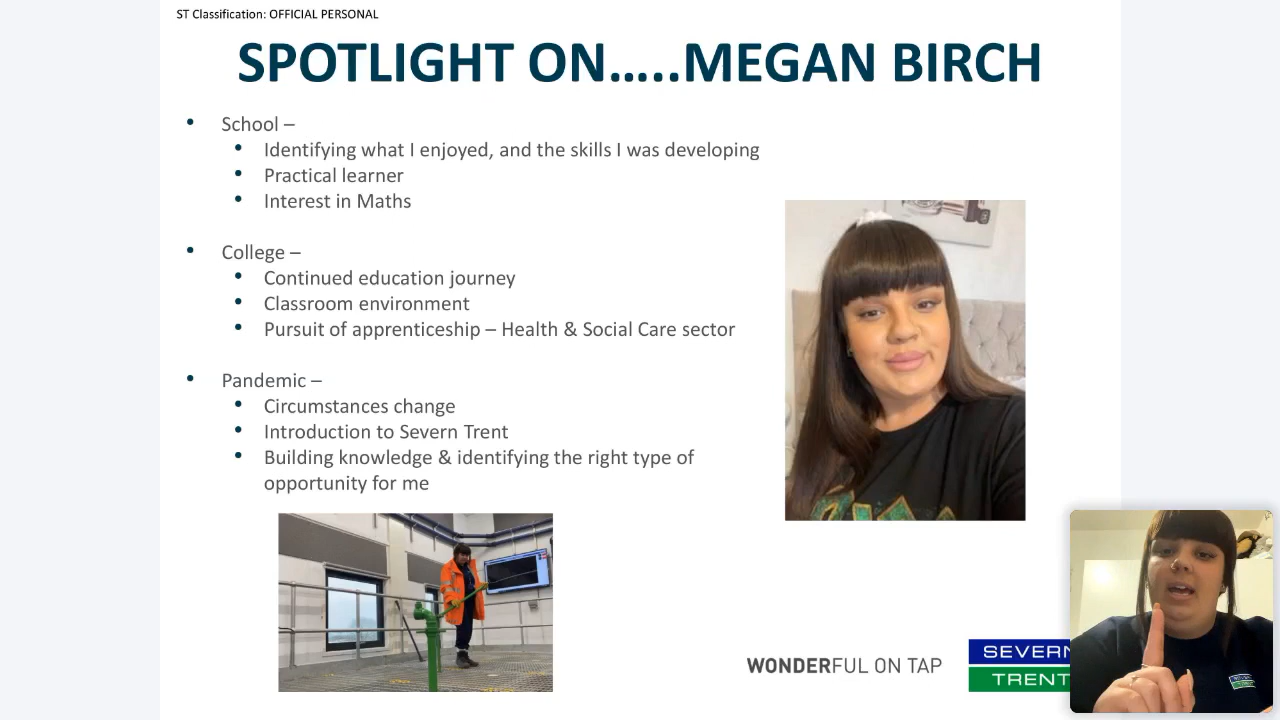 ST Classification: OFFICIAL PERSONAL
SPOTLIGHT ON…..MEGAN BIRCH
• School –
• Identifying what I enjoyed, and the skills I was developing
• Practical learner
• Interest in Maths
• College –
• Continued education journey
• Classroom environment
• Pursuit of apprenticeship – Health & Social Care sector
• Pandemic –
• Circumstances change
• Introduction to Severn Trent
• Building knowledge & identifying the right type of
opportunity for me
WONDERFUL ON TAP
SEVERN
TRENT